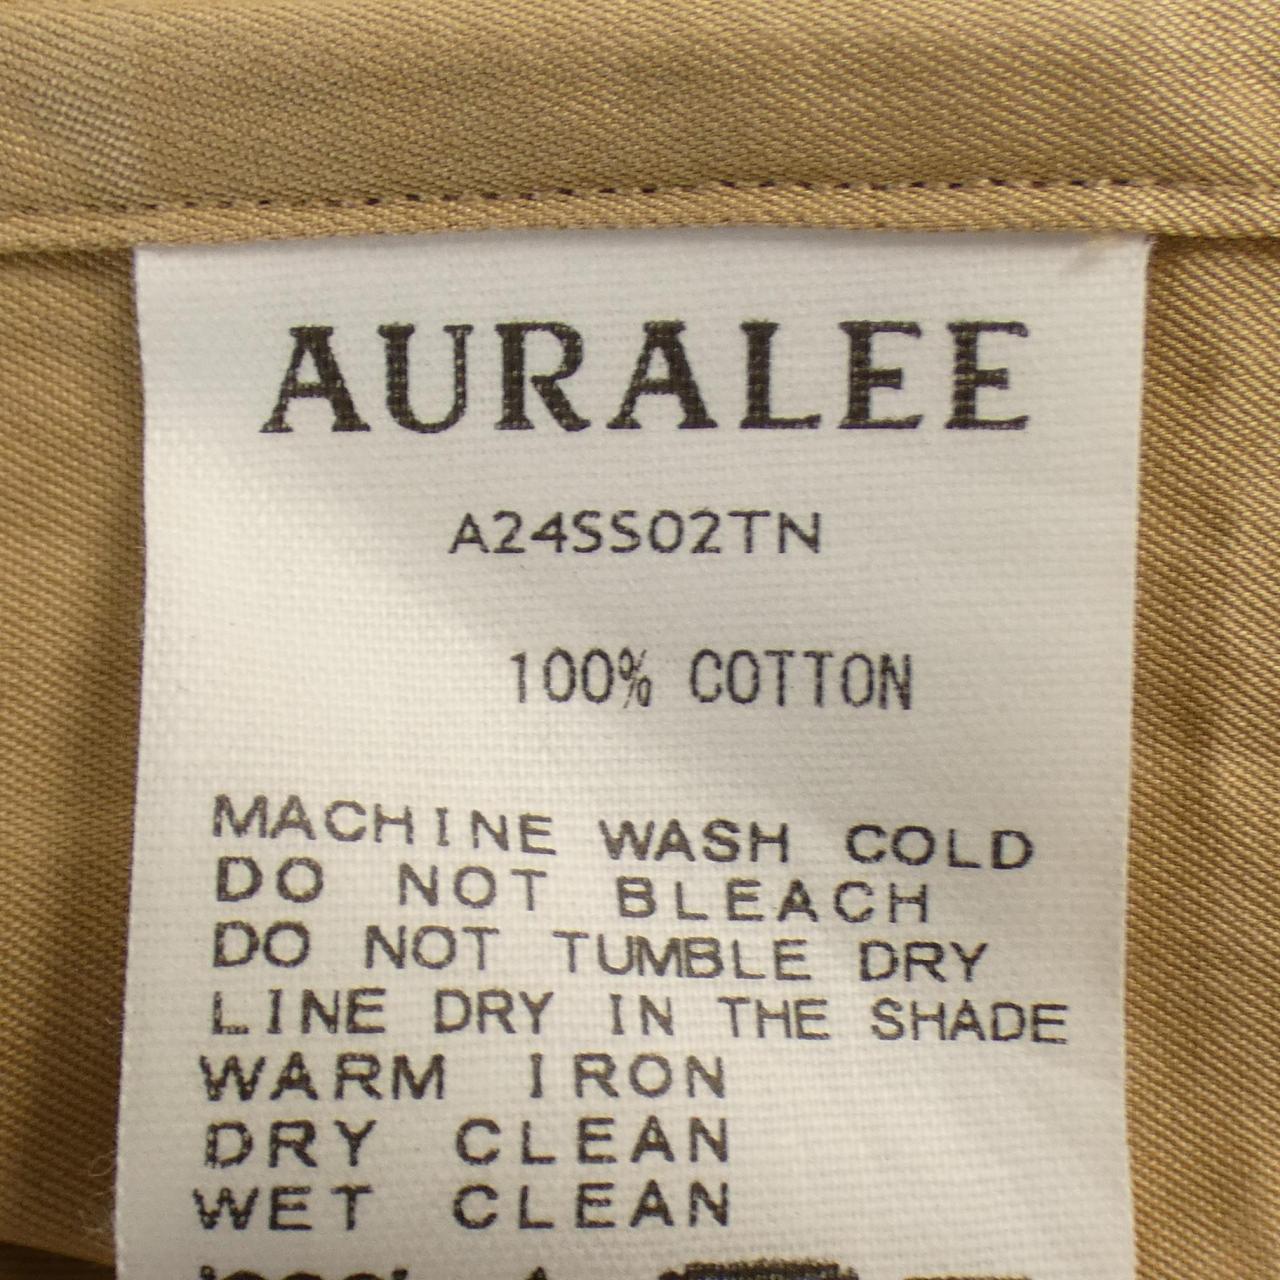 AURALEE
A24SS02TN
100% COTTON
MACHINE WASH COLD
DO NOT BLEACH
DO NOT TUMBLE DRY
LINE DRY IN THE SHADE
WARM IRON
DRY CLEAN
WET CLEAN